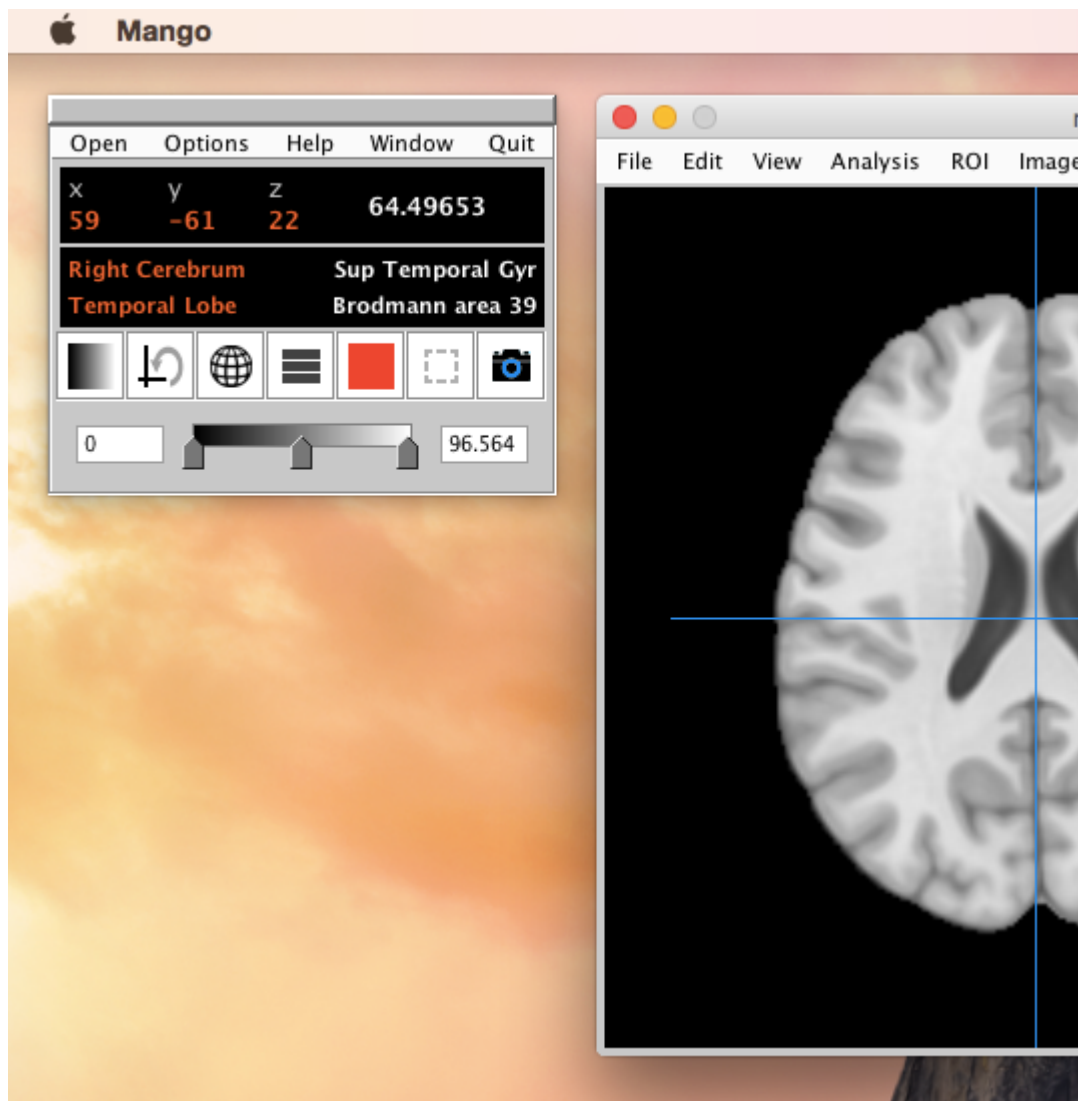 Mango
Open Options Help Window Quit
x y z
59 -61 22 64.49653
Right Cerebrum Sup Temporal Gyr
Temporal Lobe Brodmann area 39
0 96.564
File Edit View Analysis ROI Image